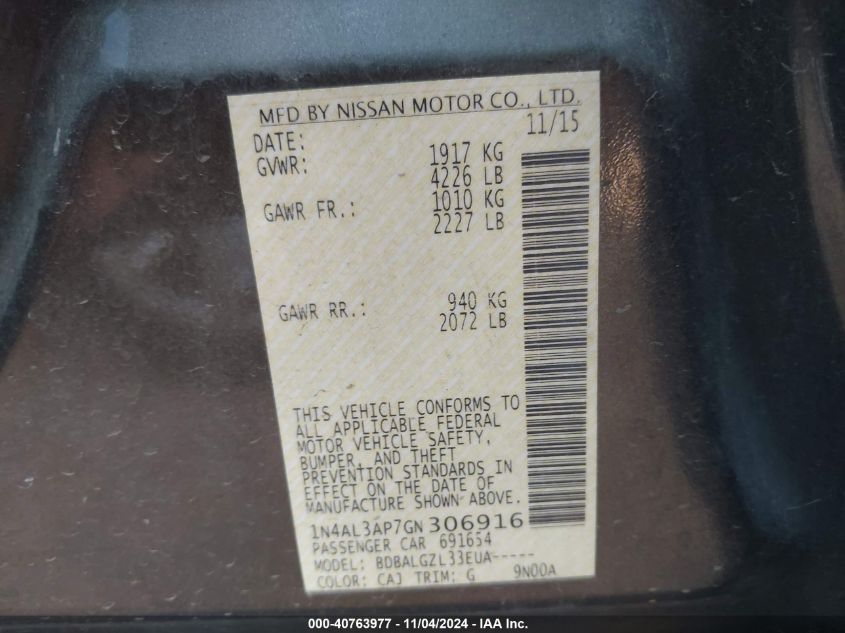 MFD BY NISSAN MOTOR CO., LTD.
DATE: 11/15
GVWR: 1917 KG
4226 LB
GAWR FR.: 1010 KG
2227 LB
GAWR RR.: 940 KG
2072 LB
THIS VEHICLE CONFORMS TO
ALL APPLICABLE FEDERAL
MOTOR VEHICLE SAFETY,
BUMPER, AND THEFT
PREVENTION STANDARDS IN
EFFECT ON THE DATE OF
MANUFACTURE SHOWN ABOVE.
1N4AL3AP7GN306916
PASSENGER CAR 691654
MODEL: BDBALGZL33EUA-----
COLOR: CAJ TRIM: G 9N00A
000-40763977 - 11/04/2024 - IAA Inc.